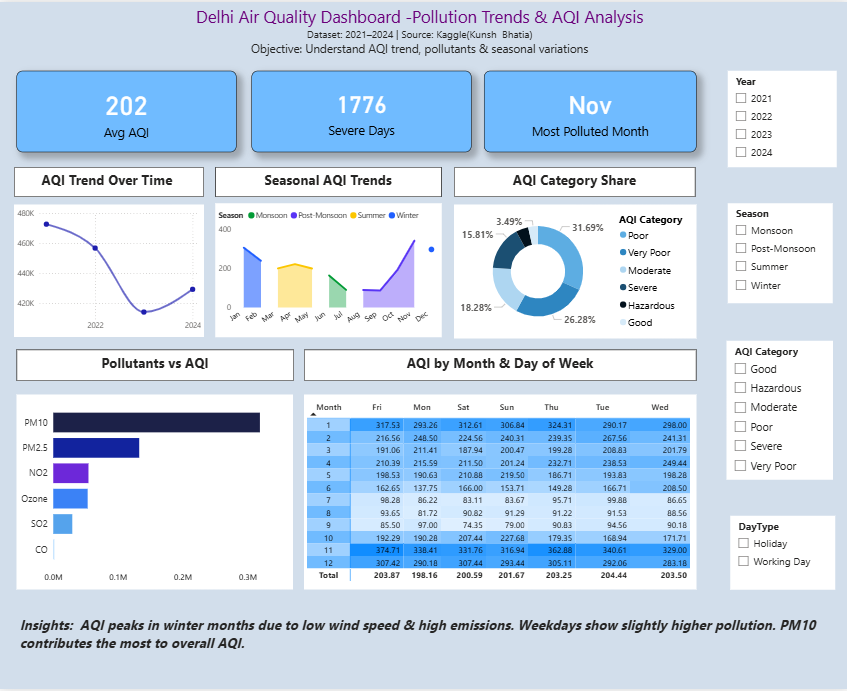 Delhi Air Quality Dashboard -Pollution Trends & AQI Analysis
Dataset: 2021–2024 | Source: Kaggle(Kunsh Bhatia)
Objective: Understand AQI trend, pollutants & seasonal variations
202
Avg AQI
1776
Severe Days
Nov
Most Polluted Month
Year
2021
2022
2023
2024
AQI Trend Over Time
480K
460K
440K
420K
2022
2024
Seasonal AQI Trends
Season Monsoon Post-Monsoon Summer Winter
400
200
0
Jan Feb Mar Apr May Jun Jul Aug Sep Oct Nov Dec
AQI Category Share
3.49%
31.69%
15.81%
18.28%
26.28%
AQI Category
Poor
Very Poor
Moderate
Severe
Hazardous
Good
Season
Monsoon
Post-Monsoon
Summer
Winter
Pollutants vs AQI
PM10
PM2.5
NO2
Ozone
SO2
CO
0.0M 0.1M 0.2M 0.3M
AQI by Month & Day of Week
Month Fri Mon Sat Sun Thu Tue Wed
1 317.53 293.26 312.61 306.84 324.31 290.17 298.00
2 216.56 248.50 224.56 240.31 239.35 267.56 241.31
3 191.06 211.41 187.94 200.47 199.28 208.83 201.79
4 210.39 215.59 211.50 201.24 232.71 238.53 249.44
5 198.53 190.63 210.88 219.50 186.71 193.83 198.28
6 162.65 137.75 166.00 153.71 149.28 166.71 208.50
7 98.28 86.22 83.11 83.67 95.71 99.88 86.65
8 93.65 81.72 90.82 91.29 91.22 91.53 88.56
9 85.50 97.00 74.35 79.00 90.83 94.56 90.18
10 192.29 190.28 207.44 227.68 179.35 168.94 171.71
11 374.71 338.41 331.76 316.94 362.88 340.61 329.00
12 307.42 290.18 307.44 293.44 305.11 292.06 283.18
Total 203.87 198.16 200.59 201.67 203.25 204.44 203.50
AQI Category
Good
Hazardous
Moderate
Poor
Severe
Very Poor
DayType
Holiday
Working Day
Insights: AQI peaks in winter months due to low wind speed & high emissions. Weekdays show slightly higher pollution. PM10
contributes the most to overall AQI.